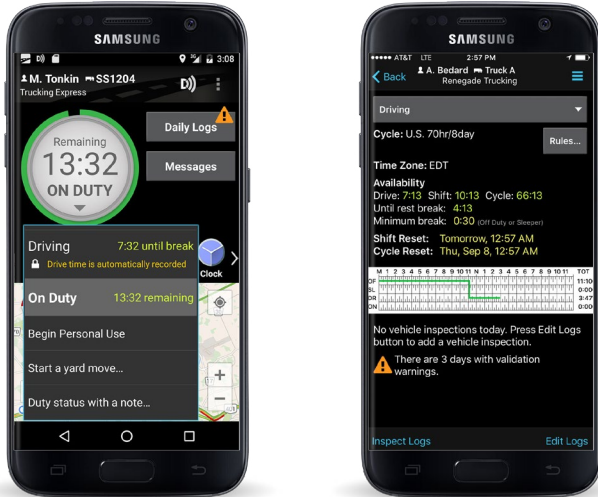 SAMSUNG
3:08
M. Tonkin SS1204
Trucking Express
Remaining
13:32
ON DUTY
Daily Logs
Messages
Driving 7:32 until break
Drive time is automatically recorded
Clock
On Duty 13:32 remaining
Begin Personal Use
Start a yard move...
Duty status with a note...
SAMSUNG
AT&T LTE 2:57 PM
Back
A. Bedard Truck A
Renegade Trucking
Driving
Cycle: U.S. 70hr/8day
Rules...
Time Zone: EDT
Availability
Drive: 7:13 Shift: 10:13 Cycle: 66:13
Until rest break: 4:13
Minimum break: 0:30 (Off Duty or Sleeper)
Shift Reset: Tomorrow, 12:57 AM
Cycle Reset: Thu, Sep 8, 12:57 AM
M 1 2 3 4 5 6 7 8 9 10 11 N 1 2 3 4 5 6 7 8 9 10 11 TOT
OF 11:10
SL 0:00
DR 3:47
ON 0:00
No vehicle inspections today. Press Edit Logs
button to add a vehicle inspection.
There are 3 days with validation
warnings.
Inspect Logs Edit Logs